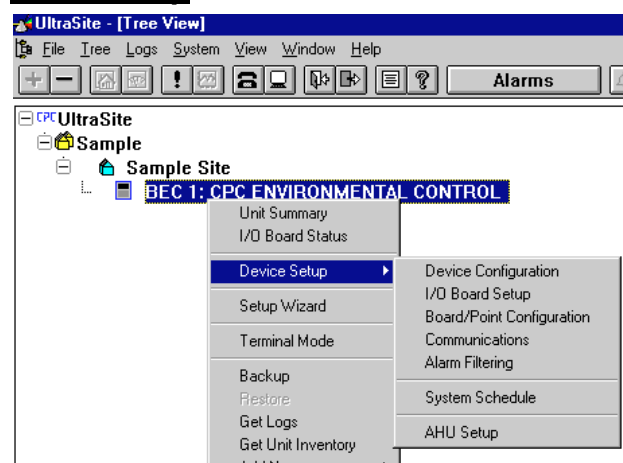 UltraSite - [Tree View]
File Tree Logs System View Window Help
Alarms
CPC UltraSite
Sample
Sample Site
BEC 1: CPC ENVIRONMENTAL CONTROL
Unit Summary
I/O Board Status
Device Setup
Setup Wizard
Terminal Mode
Backup
Restore
Get Logs
Get Unit Inventory
Device Configuration
I/O Board Setup
Board/Point Configuration
Communications
Alarm Filtering
System Schedule
AHU Setup